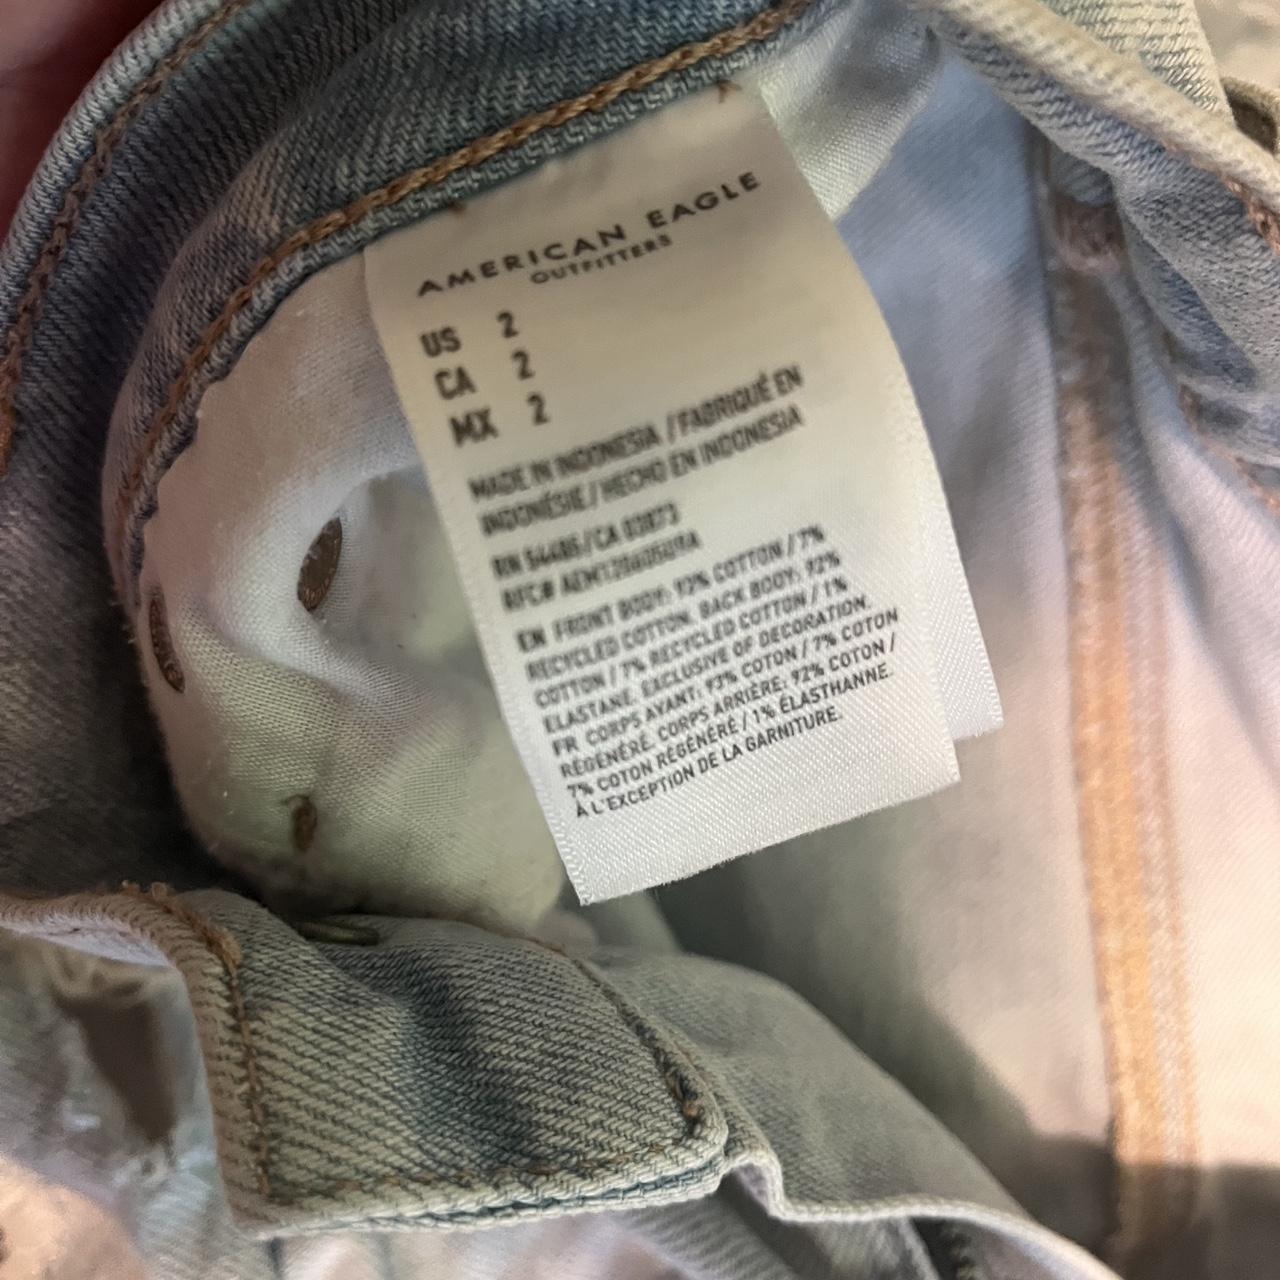 AMERICAN EAGLE
OUTFITTERS
US 2
CA 2
MX 2
MADE IN INDONESIA / FABRIQUÉ EN
INDONÉSIE / HECHO EN INDONESIA
RN 54485/CA
RFC#
EN FRONT BODY: 93% COTTON / 7%
RECYCLED COTTON. BACK BODY: 92%
COTTON / 7% RECYCLED COTTON / 1%
ELASTANE. EXCLUSIVE OF DECORATION.
FR CORPS AVANT: 93% COTON / 7% COTON
RÉGÉNÉRÉ. CORPS ARRIÈRE: 92% COTON /
7% COTON RÉGÉNÉRÉ / 1% ÉLASTHANNE.
À L'EXCEPTION DE LA GARNITURE.